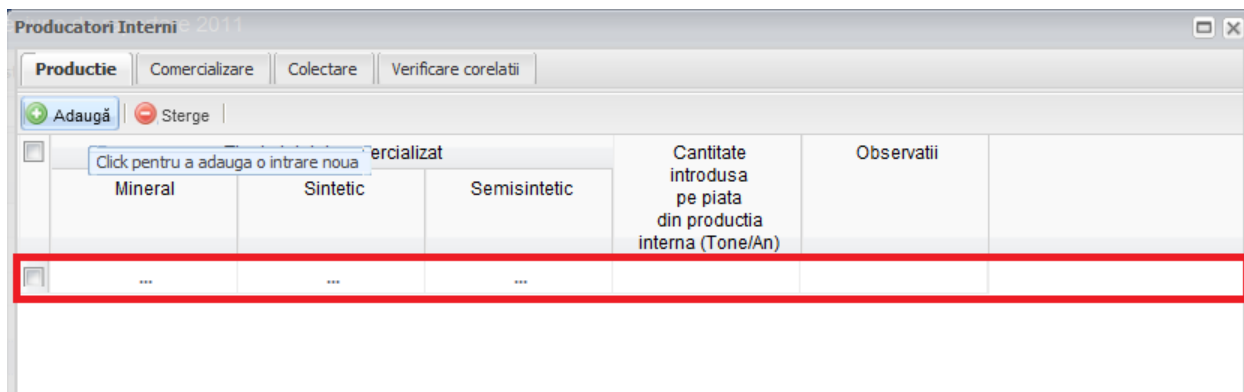 Producatori Interni
2011
Productie Comercializare Colectare Verificare corelatii
Adaugă Sterge
ercializat
Click pentru a adauga o intrare noua
Mineral Sintetic Semisintetic
Cantitate
introdusa
pe piata
din productia
interna (Tone/An)
Observatii
... ... ...